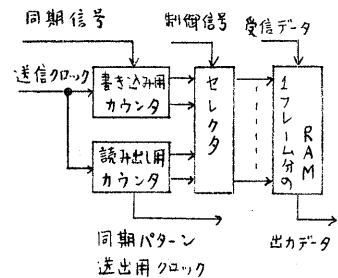 同期信号
制御信号
受信データ
送信クロック
書き込み用
カウンタ
読み出し用
カウンタ
セレクタ
1フレーム分の
RAM
同期パターン
送出用クロック
出力データ